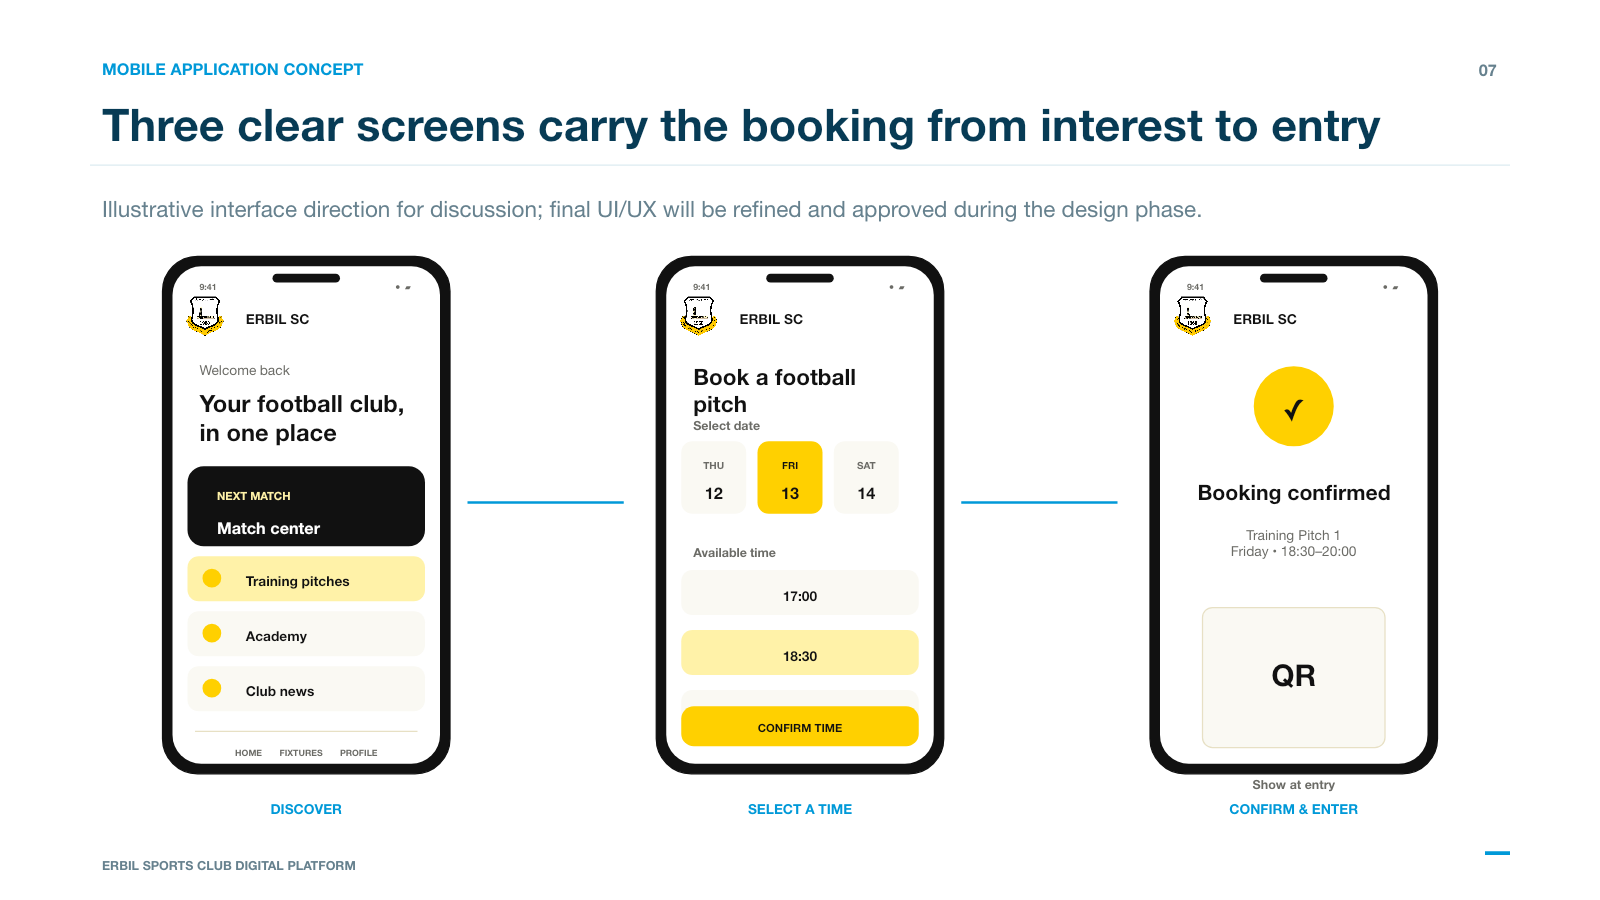 MOBILE APPLICATION CONCEPT
07
Three clear screens carry the booking from interest to entry
Illustrative interface direction for discussion; final UI/UX will be refined and approved during the design phase.
9:41
ERBIL SC
Welcome back
Your football club,
in one place
NEXT MATCH
Match center
Training pitches
Academy
Club news
HOME FIXTURES PROFILE
DISCOVER
9:41
ERBIL SC
Book a football
pitch
Select date
THU FRI SAT
12 13 14
Available time
17:00
18:30
CONFIRM TIME
SELECT A TIME
9:41
ERBIL SC
✓
Booking confirmed
Training Pitch 1
Friday • 18:30–20:00
QR
Show at entry
CONFIRM & ENTER
ERBIL SPORTS CLUB DIGITAL PLATFORM